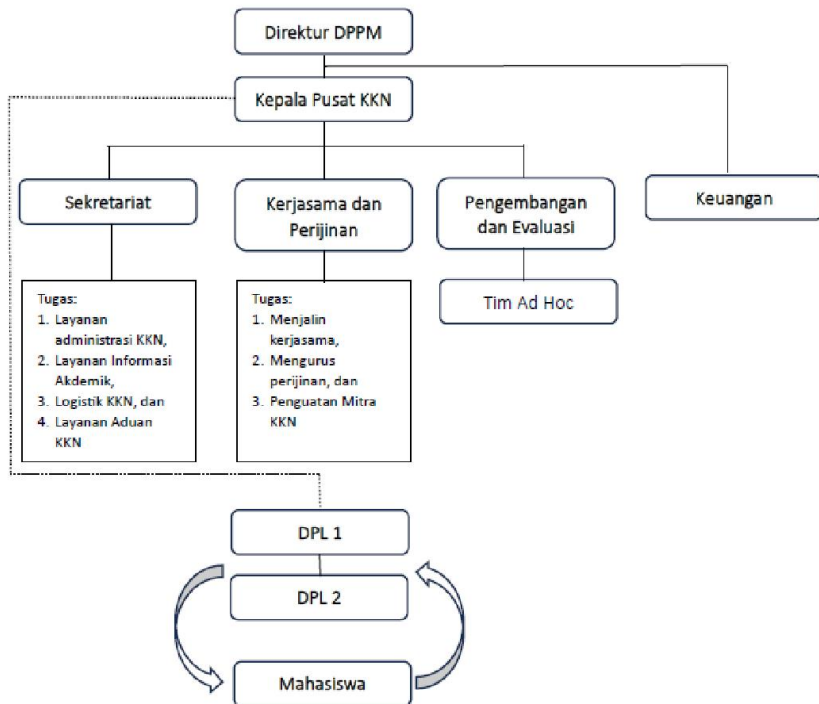 Direktur DPPM
Kepala Pusat KKN
Sekretariat
Kerjasama dan
Perijinan
Pengembangan
dan Evaluasi
Keuangan
Tugas:
1. Layanan
administrasi KKN,
2. Layanan Informasi
Akdemik,
3. Logistik KKN, dan
4. Layanan Aduan
KKN
Tugas:
1. Menjalin
kerjasama,
2. Mengurus
perijinan, dan
3. Penguatan Mitra
KKN
Tim Ad Hoc
DPL 1
DPL 2
Mahasiswa